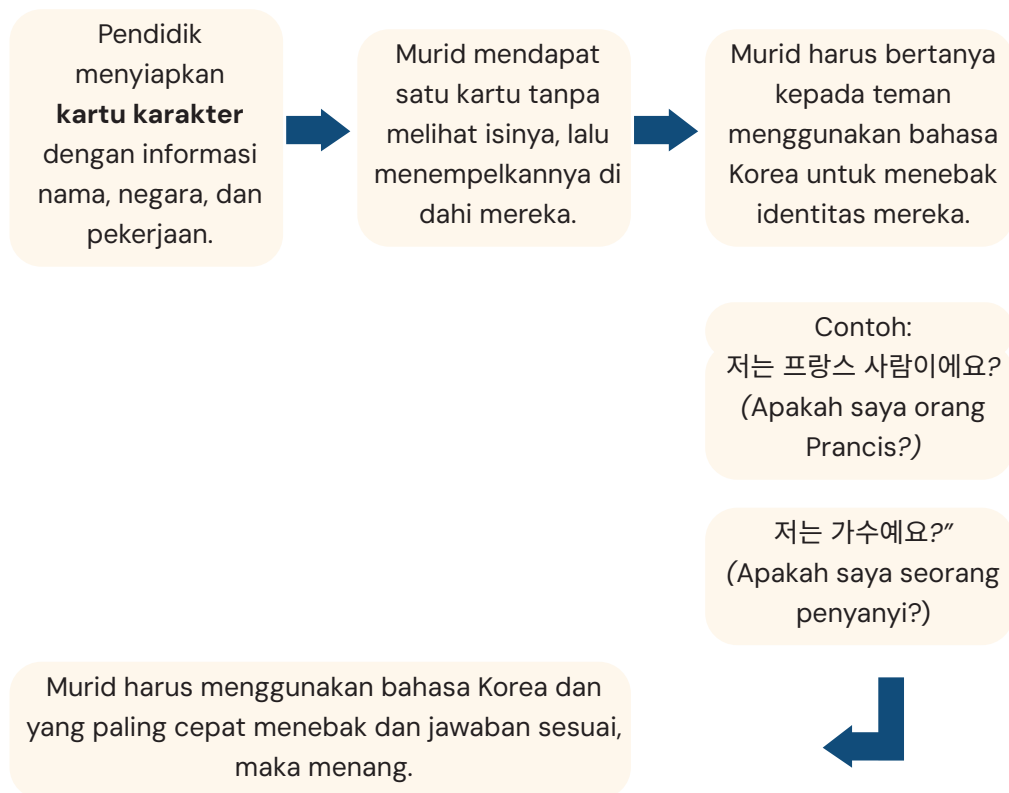 Pendidik
menyiapkan
kartu karakter
dengan informasi
nama, negara, dan
pekerjaan.
Murid mendapat
satu kartu tanpa
melihat isinya, lalu
menempelkannya di
dahi mereka.
Murid harus bertanya
kepada teman
menggunakan bahasa
Korea untuk menebak
identitas mereka.
Contoh:
저는 프랑스 사람이에요?
(Apakah saya orang
Prancis?)
저는 가수예요?”
(Apakah saya seorang
penyanyi?)
Murid harus menggunakan bahasa Korea dan
yang paling cepat menebak dan jawaban sesuai,
maka menang.